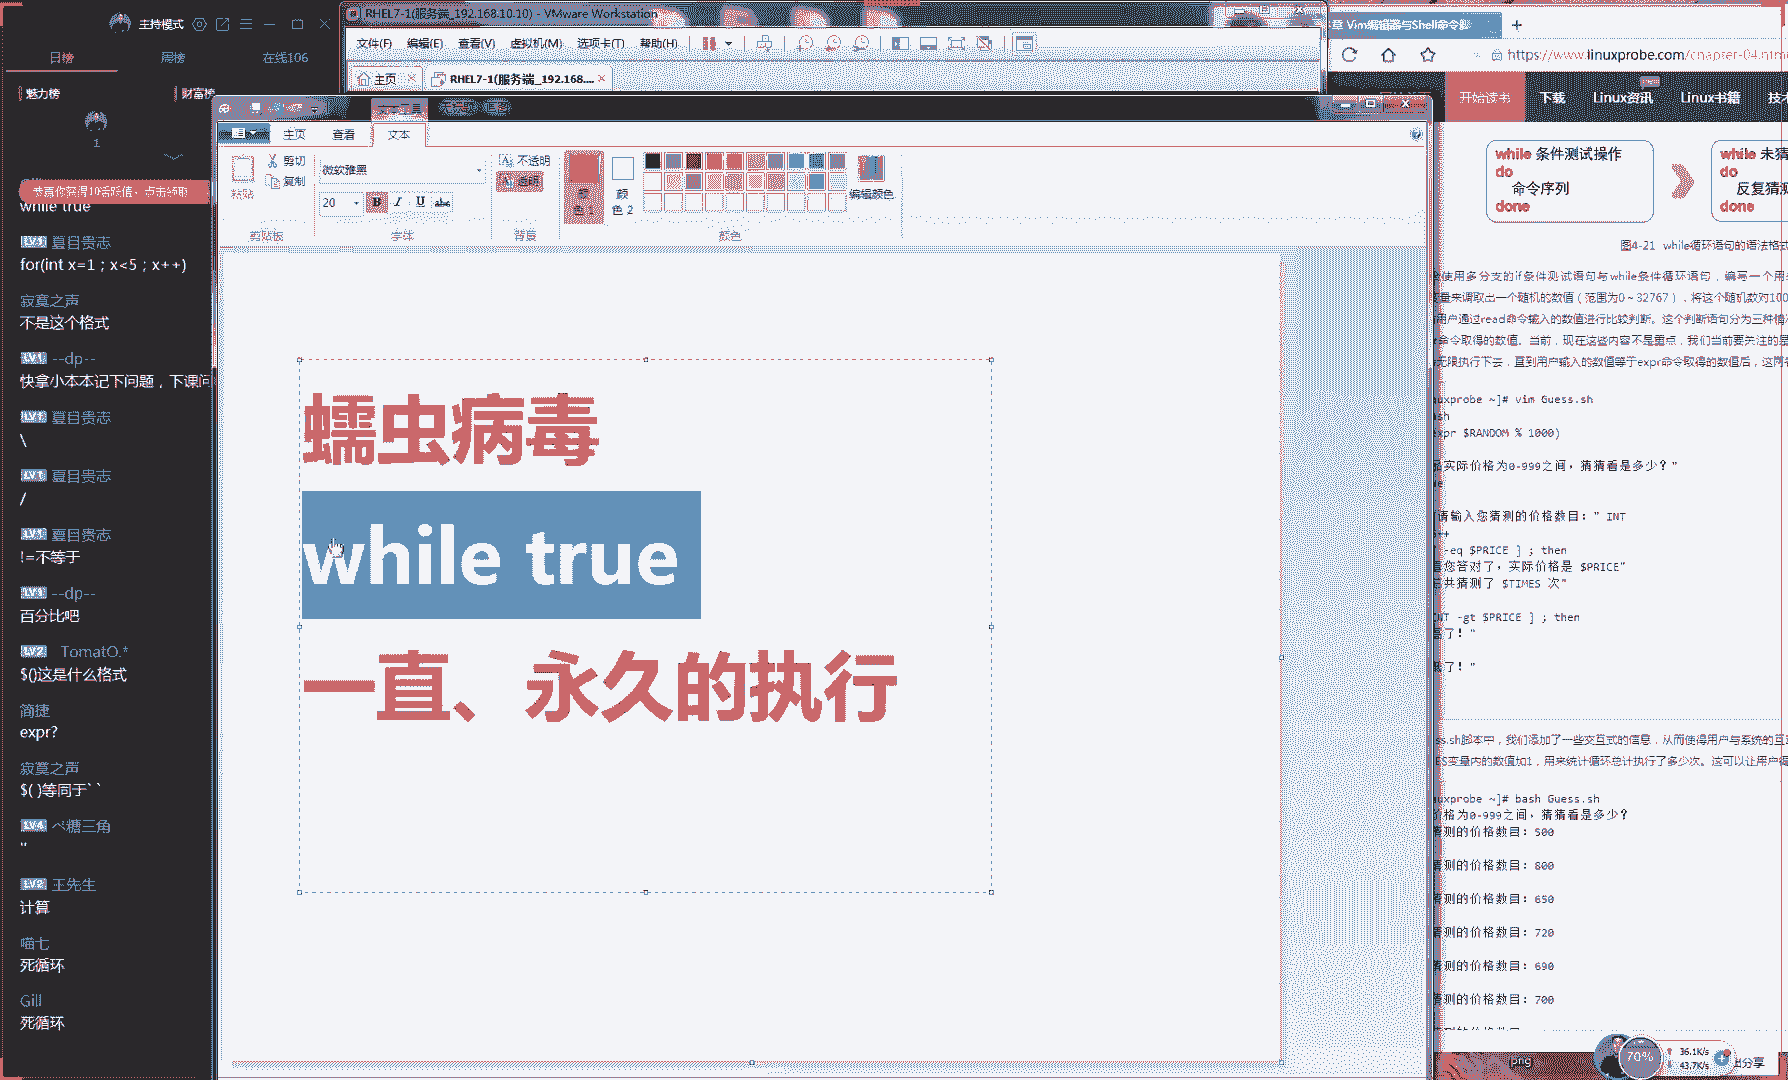 主持模式
日榜
周榜
在线106
魅力榜
财富榜
1
恭喜你获得10活跃值，点击领取
while true
LV.1 夏目贵志
for(int x=1；x<5；x++)
寂寞之声
不是这个格式
LV.1 --dp--
快拿小本本记下问题，下课问
LV.1 夏目贵志
\
LV.1 夏目贵志
/
LV.1 夏目贵志
!=不等于
LV.1 --dp--
百分比吧
LV.2 TomatO.*
$()这是什么格式
简捷
expr?
寂寞之声
$( )等同于` `
LV.4 ぺ糖三角
"
LV.2 王先生
计算
喵七
死循环
Gill
死循环
RHEL7-1(服务端_192.168.10.10) - VMware Workstation
文件(F) 编辑(E) 查看(V) 虚拟机(M) 选项卡(T) 帮助(H)
主页
RHEL7-1(服务端_192.168....
主页
查看
文本
粘贴
剪切
复制
剪贴板
微软雅黑
20
B I U abc
字体
不透明
透明
背景
颜色 1
颜色 2
编辑颜色
颜色
蠕虫病毒
while true
一直、永久的执行
章 Vim编辑器与Shell命令脚
https://www.linuxprobe.com/chapter-04.html
开始读书
下载
Linux资讯
Linux书籍
技
while 条件测试操作
do
命令序列
done
while 未猜
do
反复猜测
done
图4-21 while循环语句的语法格式
使用多分支的if条件测试语句与while条件循环语句，编写一个用
变量来调取出一个随机的数值（范围为0～32767），将这个随机数对100
用户通过read命令输入的数值进行比较判断。这个判断语句分为三种情
命令取得的数值。当前，现在这些内容不是重点，我们当前要关注的是
无限执行下去，直到用户输入的数值等于expr命令取得的数值后，这两
uxprobe ~]# vim Guess.sh
sh
expr $RANDOM % 1000)
品实际价格为0-999之间，猜猜看是多少？"
请输入您猜测的价格数目：" INT
++
-eq $PRICE ] ; then
喜您答对了，实际价格是 $PRICE"
总共猜测了 $TIMES 次"
INT -gt $PRICE ] ; then
高了！"
低了！"
ss.sh脚本中，我们添加了一些交互式的信息，从而使得用户与系统的互
ES变量内的数值加1，用来统计循环总计执行了多少次。这可以让用户得
uxprobe ~]# bash Guess.sh
价格为0-999之间，猜猜看是多少？
猜测的价格数目：500
猜测的价格数目：800
猜测的价格数目：650
猜测的价格数目：720
猜测的价格数目：690
猜测的价格数目：700
png
70%
36.1K/s
43.7K/s
出分享